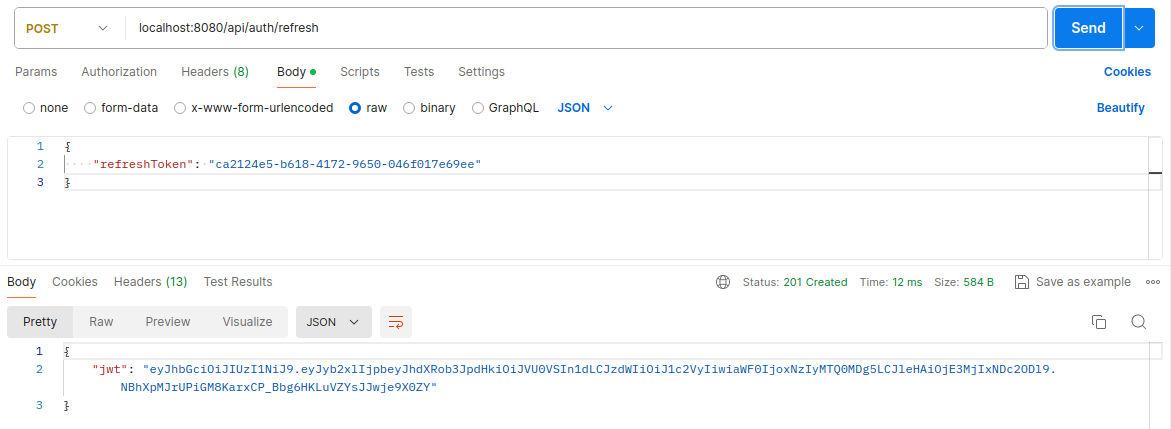 POST localhost:8080/api/auth/refresh Send
Params Authorization Headers (8) Body Scripts Tests Settings Cookies
none form-data x-www-form-urlencoded raw binary GraphQL JSON Beautify
1 {
2 ····"refreshToken":·"ca2124e5-b618-4172-9650-046f017e69ee"
3 }
Body Cookies Headers (13) Test Results Status: 201 Created Time: 12 ms Size: 584 B Save as example
Pretty Raw Preview Visualize JSON
1 {
2 "jwt": "eyJhbGciOiJIUzI1NiJ9.eyJyb2xlIjpbeyJhdXRob3JpdHkiOiJVU0VSIn1dLCJzdWIiOiJ1c2VyIiwiaWF0IjoxNzIyMTQ0MDg5LCJleHAiOjE3MjIxNDc2ODl9.
NBhXpMJrUPiGM8KarxCP_Bbg6HKLuVZYsJJwje9X0ZY"
3 }